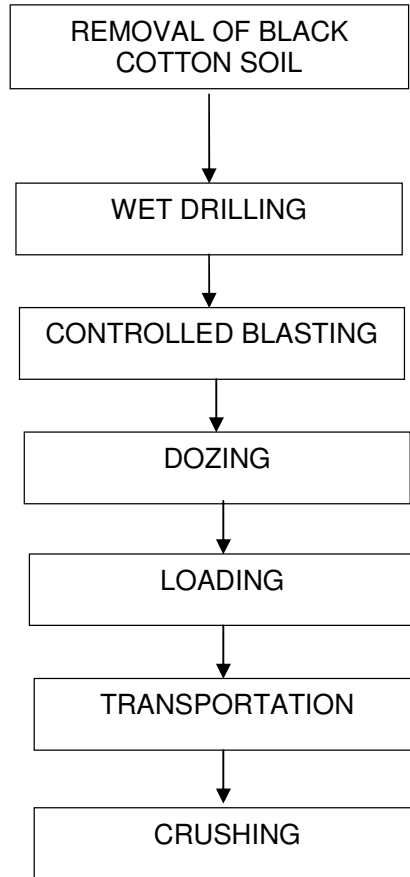 REMOVAL OF BLACK
COTTON SOIL
WET DRILLING
CONTROLLED BLASTING
DOZING
LOADING
TRANSPORTATION
CRUSHING